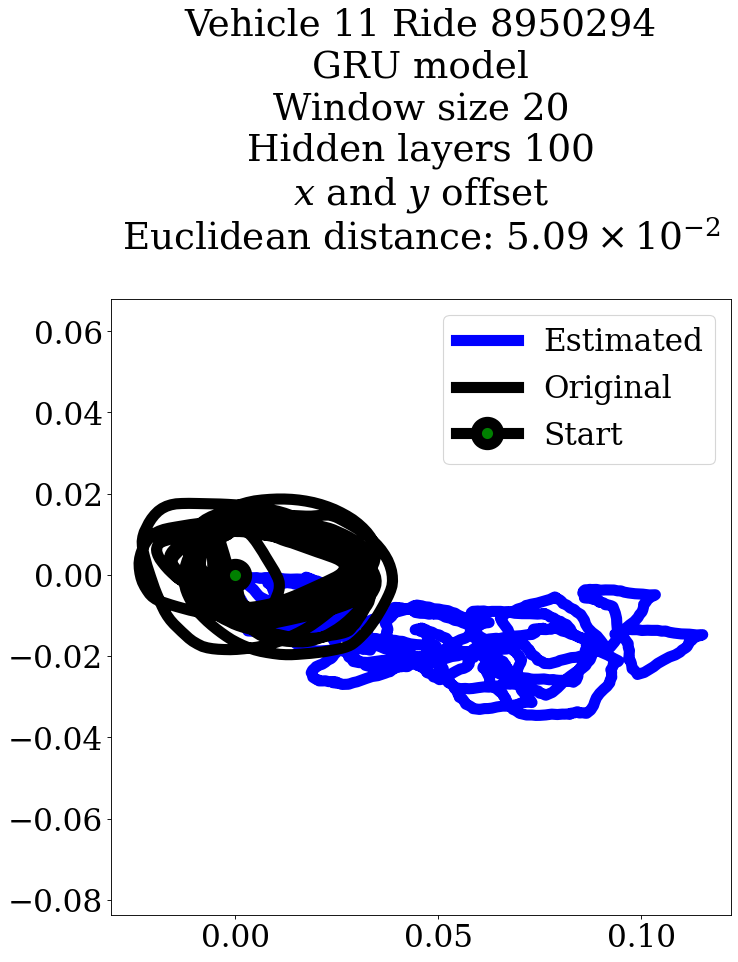 Vehicle 11 Ride 8950294
GRU model
Window size 20
Hidden layers 100
x and y offset
Euclidean distance: 5.09 × 10⁻²
Estimated
Original
Start
0.06
0.04
0.02
0.00
−0.02
−0.04
−0.06
−0.08
0.00 0.05 0.10